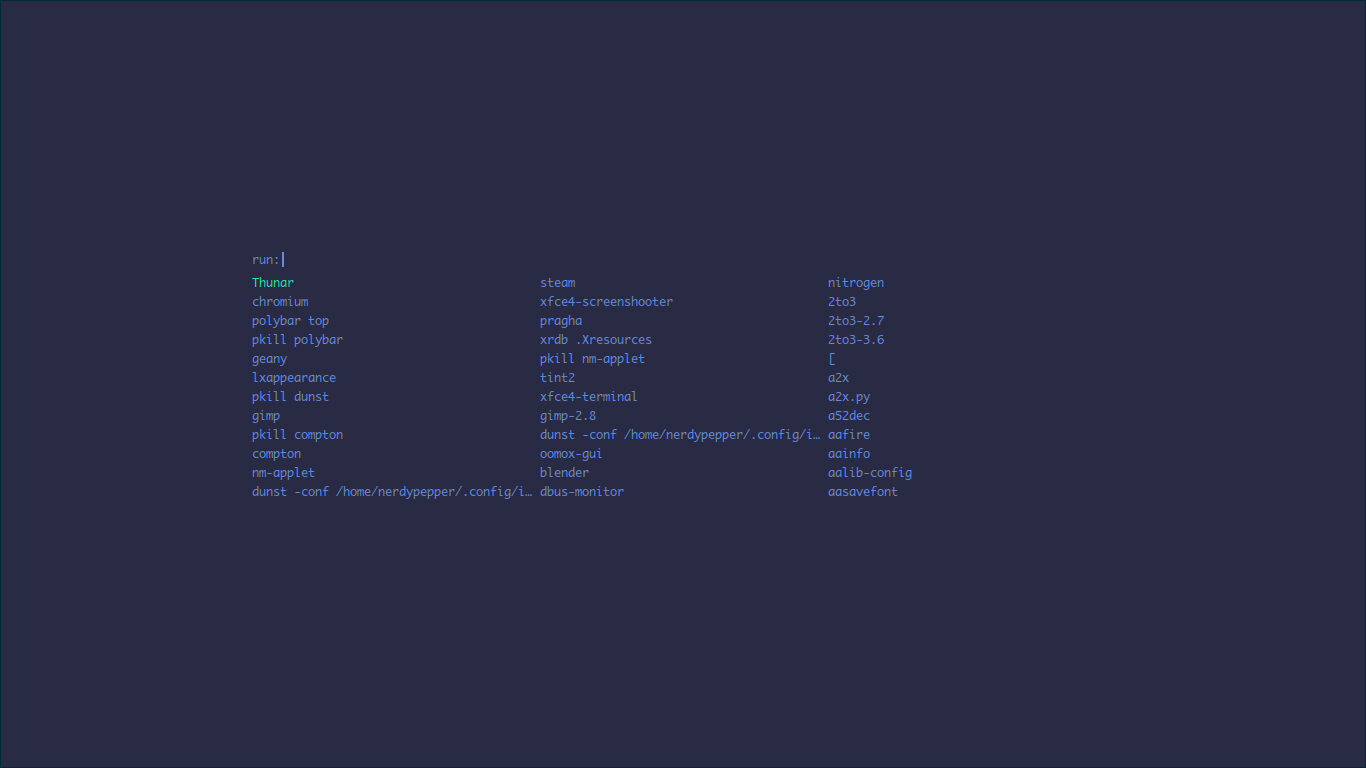 run:
Thunar steam nitrogen
chromium xfce4-screenshooter 2to3
polybar top pragha 2to3-2.7
pkill polybar xrdb .Xresources 2to3-3.6
geany pkill nm-applet [
lxappearance tint2 a2x
pkill dunst xfce4-terminal a2x.py
gimp gimp-2.8 a52dec
pkill compton dunst -conf /home/nerdypepper/.config/i… aafire
compton oomox-gui aainfo
nm-applet blender aalib-config
dunst -conf /home/nerdypepper/.config/i… dbus-monitor aasavefont